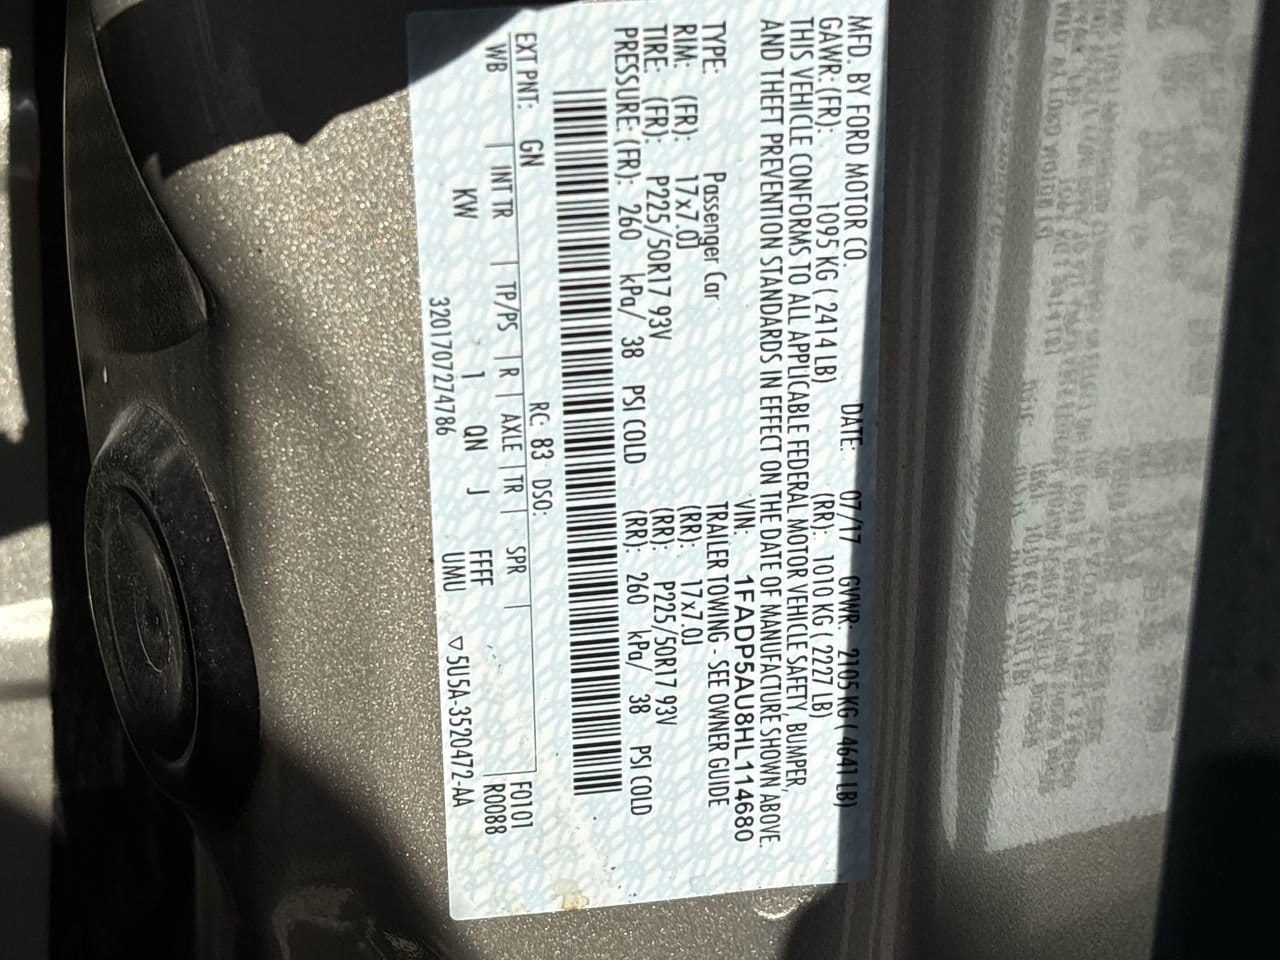 MFD. BY FORD MOTOR CO. DATE: 07/17 GVWR: 2105 KG ( 4641 LB)
GAWR: (FR): 1095 KG ( 2414 LB) (RR): 1010 KG ( 2227 LB)
THIS VEHICLE CONFORMS TO ALL APPLICABLE FEDERAL MOTOR VEHICLE SAFETY, BUMPER,
AND THEFT PREVENTION STANDARDS IN EFFECT ON THE DATE OF MANUFACTURE SHOWN ABOVE.
VIN: 1FADP5AU8HL114680
TYPE: Passenger Car TRAILER TOWING - SEE OWNER GUIDE
RIM: (FR): 17x7.0J (RR): 17x7.0J
TIRE: (FR): P225/50R17 93V (RR): P225/50R17 93V
PRESSURE: (FR): 260 kPa/ 38 PSI COLD (RR): 260 kPa/ 38 PSI COLD
EXT PNT: GN RC: 83 DSO: F0101
WB | INT TR | TP/PS | R | AXLE | TR | SPR | R0088
KW 1 QN J FFFF
3201707274786 UMU ▽5U5A-3520472-AA